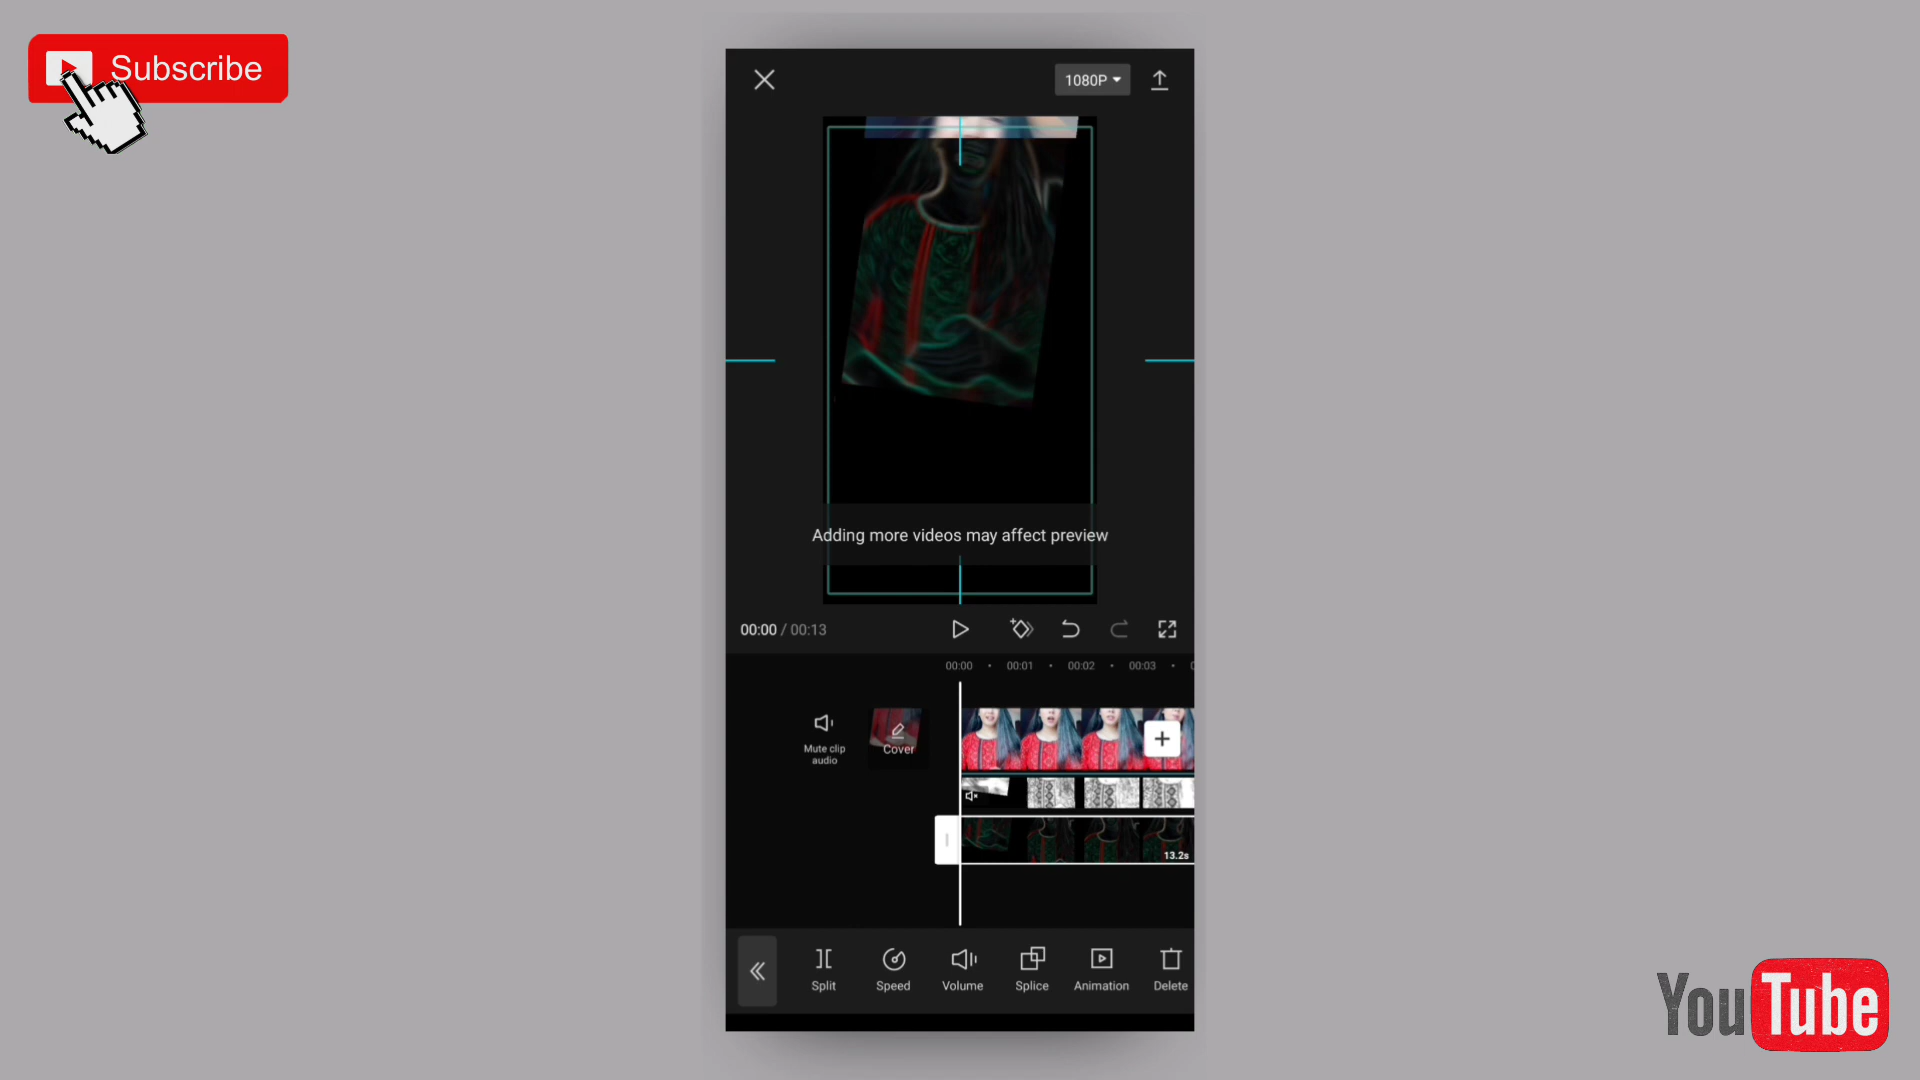 Subscribe
1080P
Adding more videos may affect preview
00:00 / 00:13
00:00 00:01 00:02 00:03
Mute clip
audio
Cover
13.2s
Split Speed Volume Splice Animation Delete
YouTube